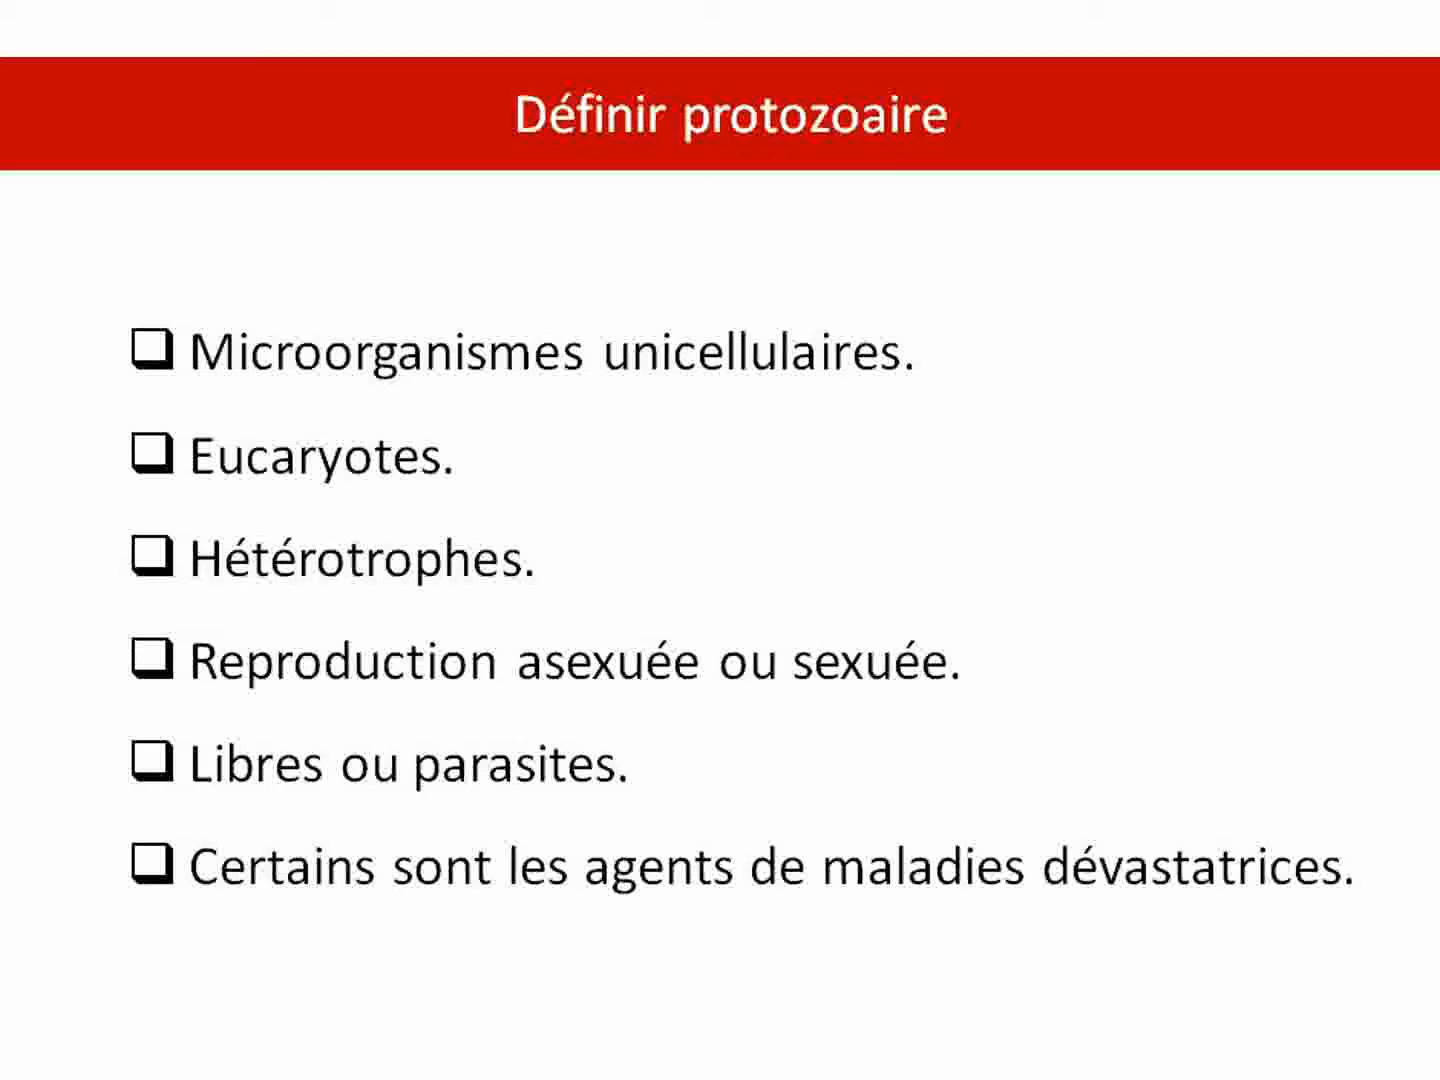 Définir protozoaire
❑ Microorganismes unicellulaires.
❑ Eucaryotes.
❑ Hétérotrophes.
❑ Reproduction asexuée ou sexuée.
❑ Libres ou parasites.
❑ Certains sont les agents de maladies dévastatrices.